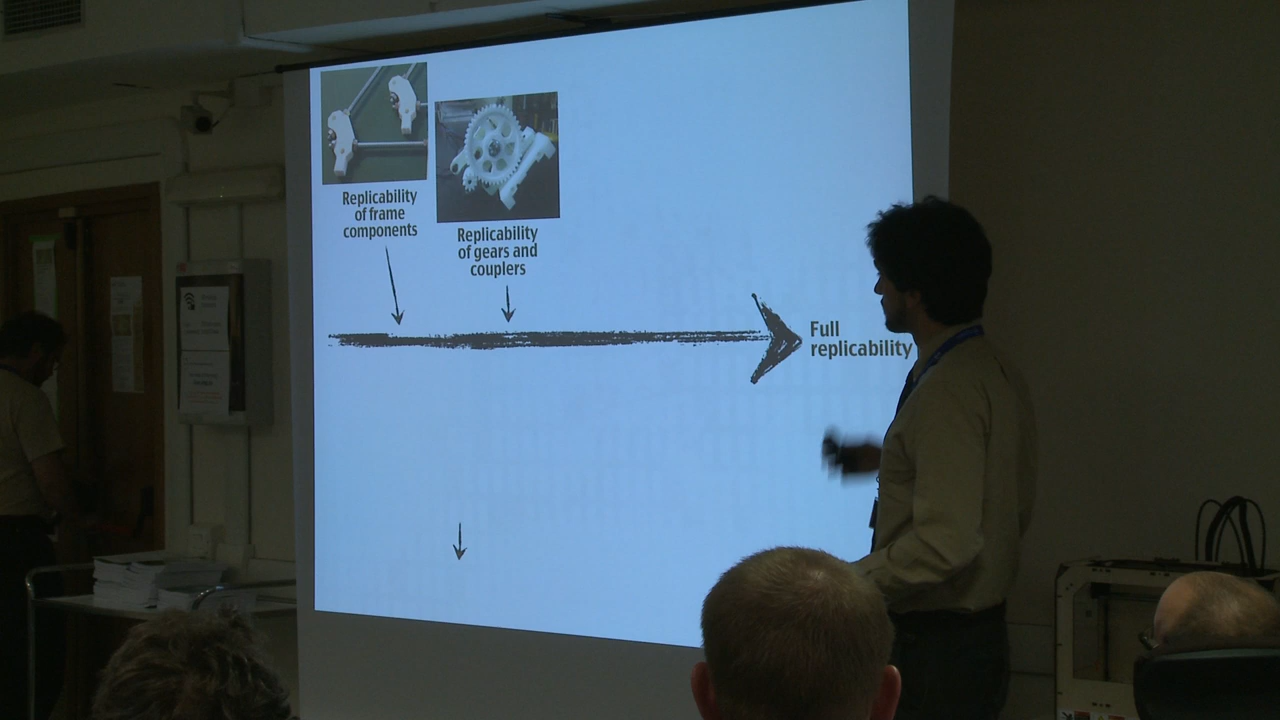 Replicability
of frame
components
Replicability
of gears and
couplers
Full
replicability